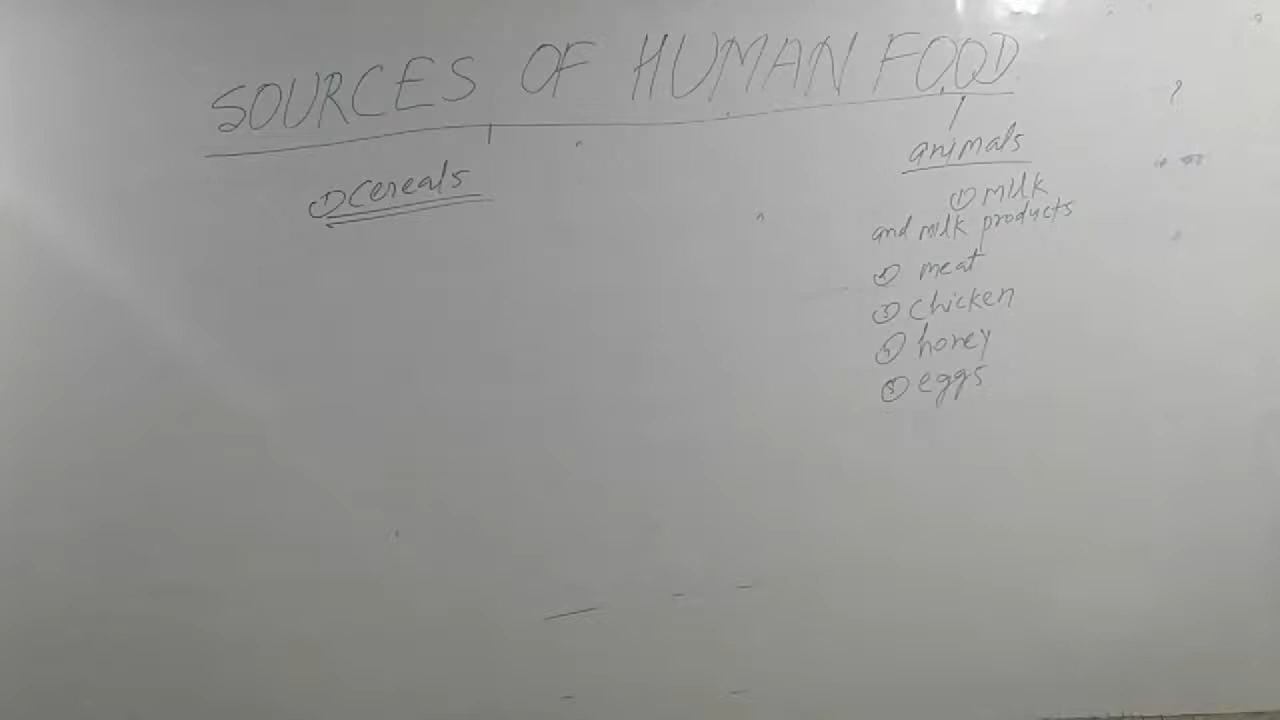 SOURCES OF HUMAN FOOD
① cereals
animals
① milk
and milk products
② meat
③ chicken
④ honey
⑤ eggs